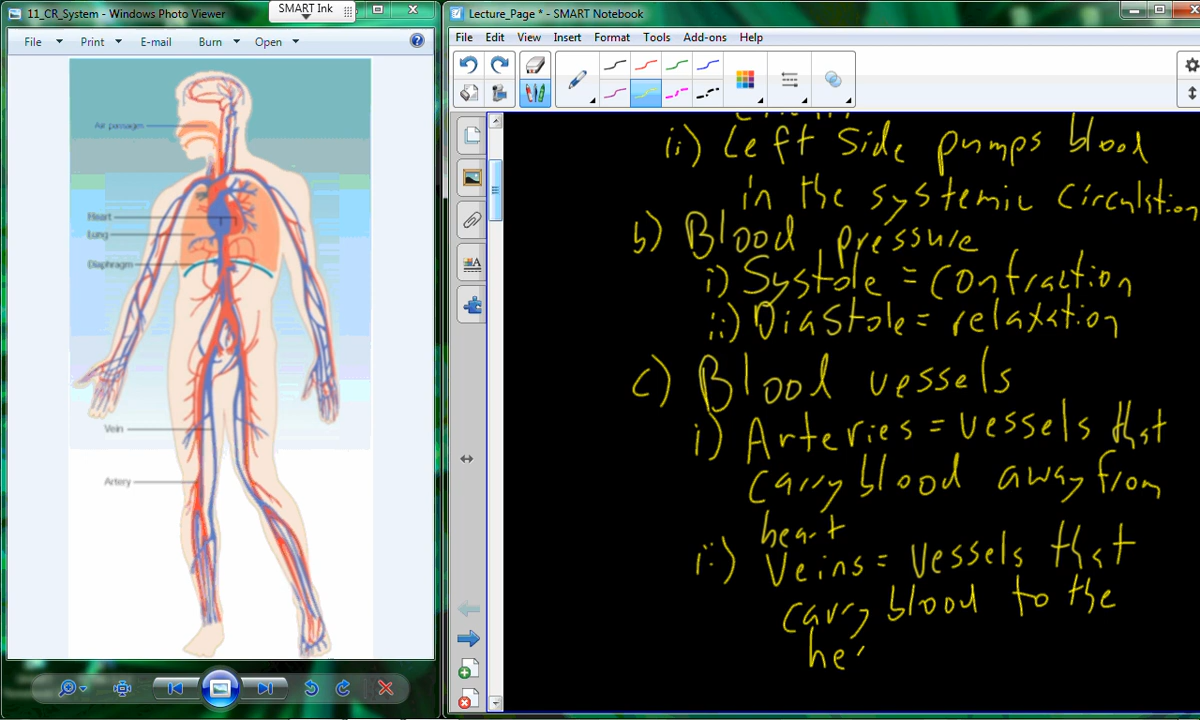 11_CR_System - Windows Photo Viewer
SMART Ink
File Print E-mail Burn Open
Air passages
Heart
Lung
Diaphragm
Vein
Artery
Lecture_Page * - SMART Notebook
File Edit View Insert Format Tools Add-ons Help
ii) Left Side pumps blood
in the systemic circulation
b) Blood pressure
i) Systole = contraction
ii) Diastole = relaxation
c) Blood vessels
i) Arteries = vessels that
carry blood away from
heart
ii) Veins = vessels that
carry blood to the
he